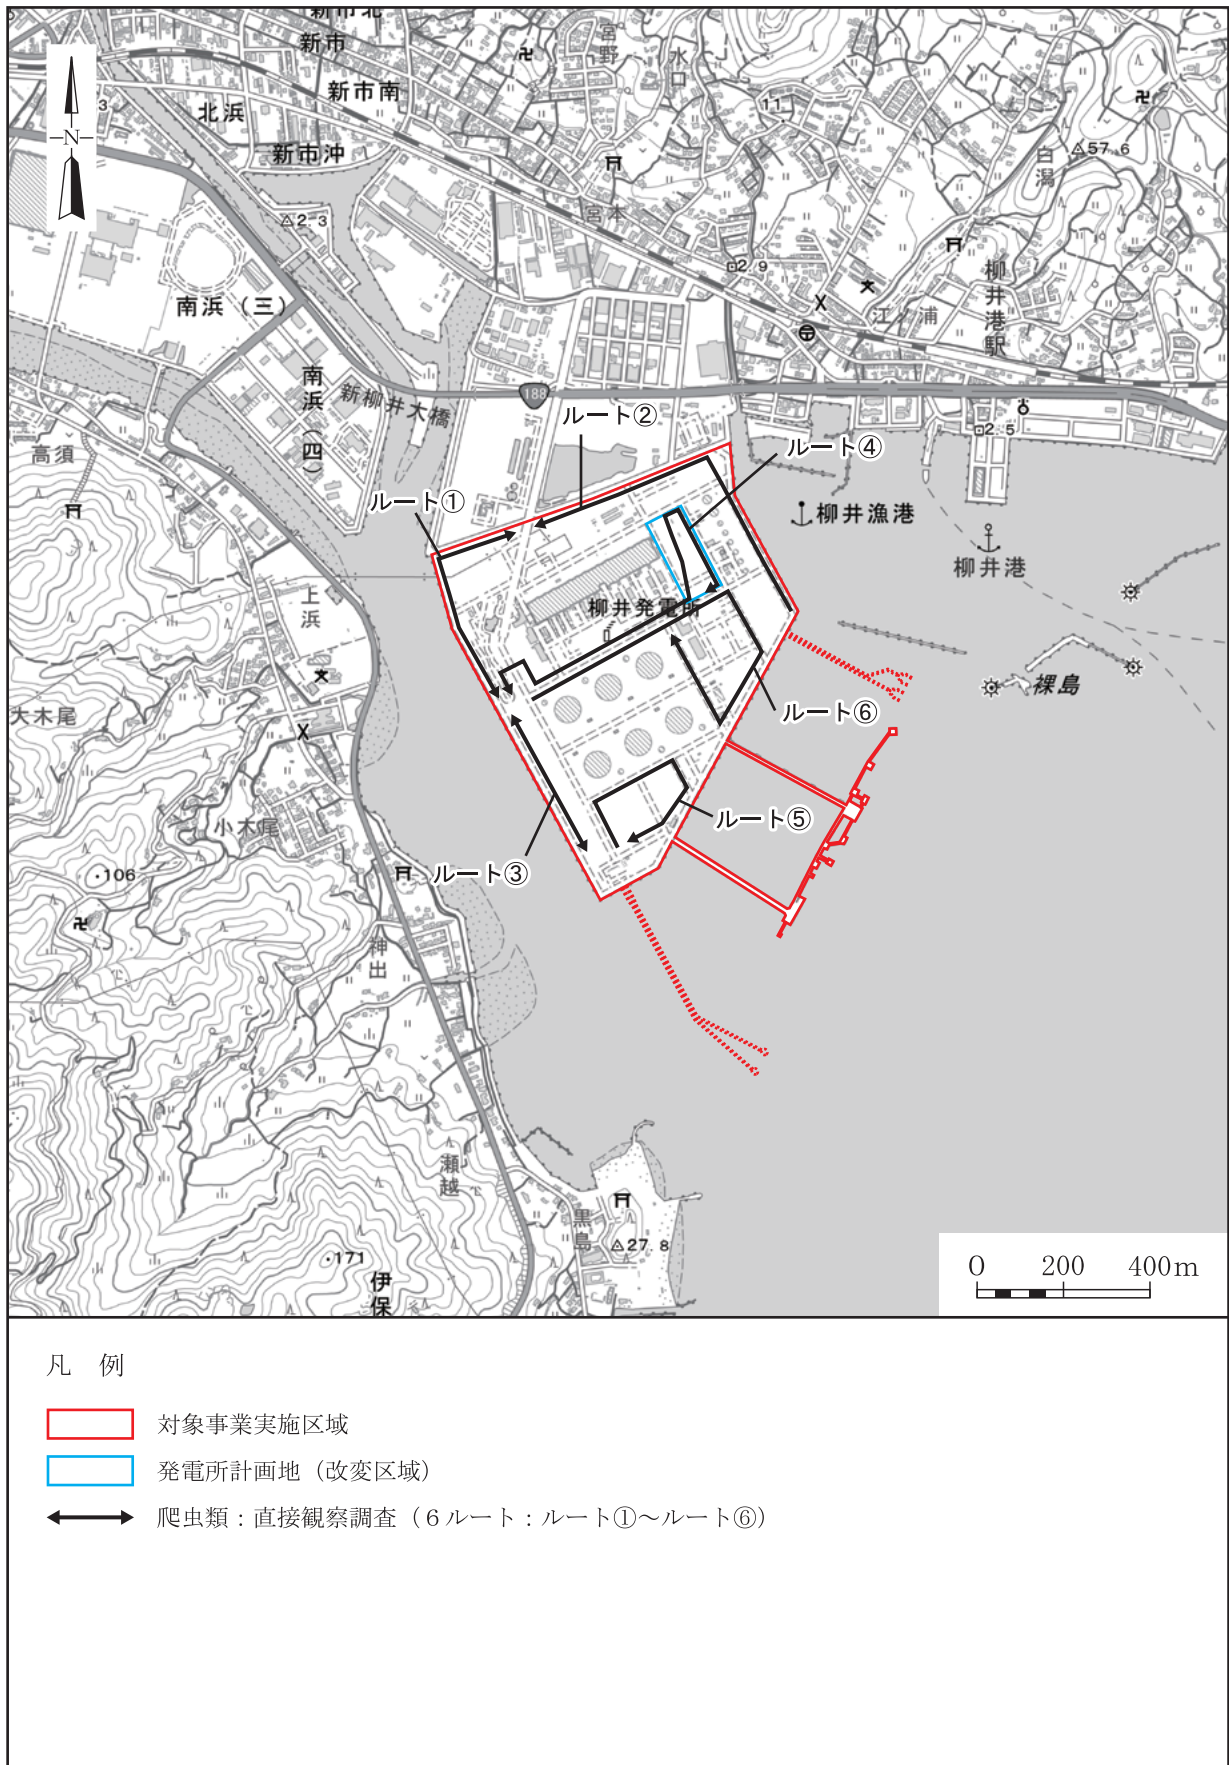 新市北
新市
宮野
水口
新市南
3
北浜
11
N
新市沖
57.6
白潟
宮本
2.3
2.9
柳井港駅
南浜（三）
江ノ浦
南浜（四）
新柳井大橋
188
ルート②
2.5
高須
ルート④
ルート①
柳井漁港
柳井港
上浜
柳井発電所
裸島
大木尾
ルート⑥
小木尾
ルート⑤
106
ルート③
神出
瀬越
黒島
27.8
171
伊保
0 200 400m
凡 例
対象事業実施区域
発電所計画地（改変区域）
爬虫類：直接観察調査（６ルート：ルート①～ルート⑥）